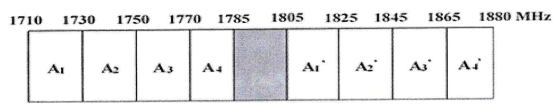 1710 1730 1750 1770 1785 1805 1825 1845 1865 1880 MHz
A₁ A₂ A₃ A₄ A₁' A₂' A₃' A₄'